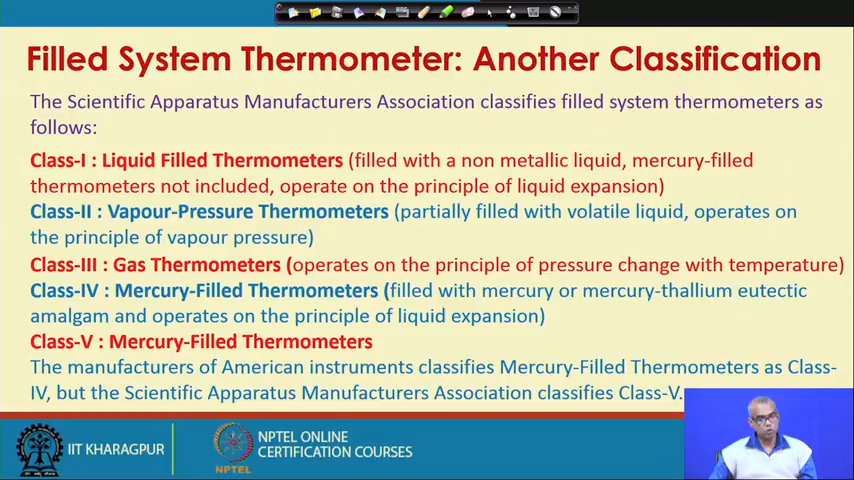 Filled System Thermometer: Another Classification
The Scientific Apparatus Manufacturers Association classifies filled system thermometers as
follows:
Class-I : Liquid Filled Thermometers (filled with a non metallic liquid, mercury-filled
thermometers not included, operate on the principle of liquid expansion)
Class-II : Vapour-Pressure Thermometers (partially filled with volatile liquid, operates on
the principle of vapour pressure)
Class-III : Gas Thermometers (operates on the principle of pressure change with temperature)
Class-IV : Mercury-Filled Thermometers (filled with mercury or mercury-thallium eutectic
amalgam and operates on the principle of liquid expansion)
Class-V : Mercury-Filled Thermometers
The manufacturers of American instruments classifies Mercury-Filled Thermometers as Class-
IV, but the Scientific Apparatus Manufacturers Association classifies Class-V.
IIT KHARAGPUR
NPTEL
NPTEL ONLINE
CERTIFICATION COURSES